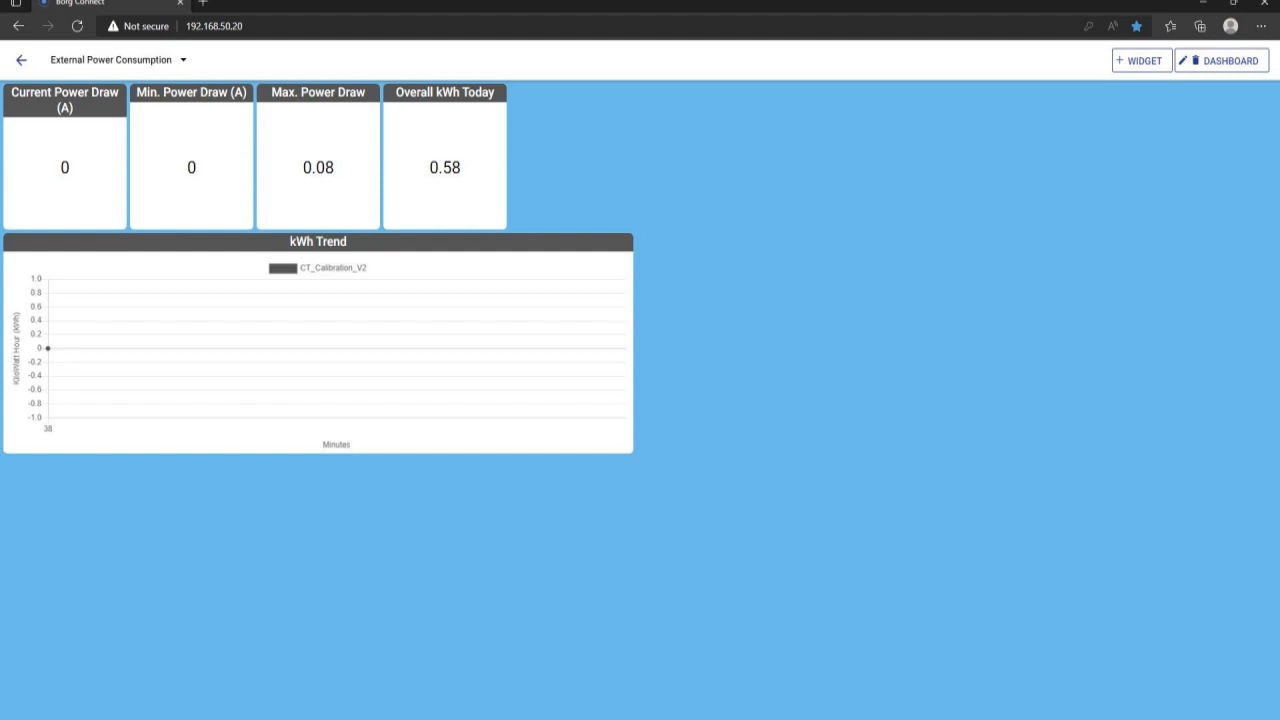 Borg Connect
Not secure
192.168.50.20
External Power Consumption
+ WIDGET
DASHBOARD
Current Power Draw
(A)
Min. Power Draw (A)
Max. Power Draw
Overall kWh Today
0
0
0.08
0.58
kWh Trend
CT_Calibration_V2
KiloWatt Hour (kWh)
1.0
0.8
0.6
0.4
0.2
0
-0.2
-0.4
-0.6
-0.8
-1.0
38
Minutes